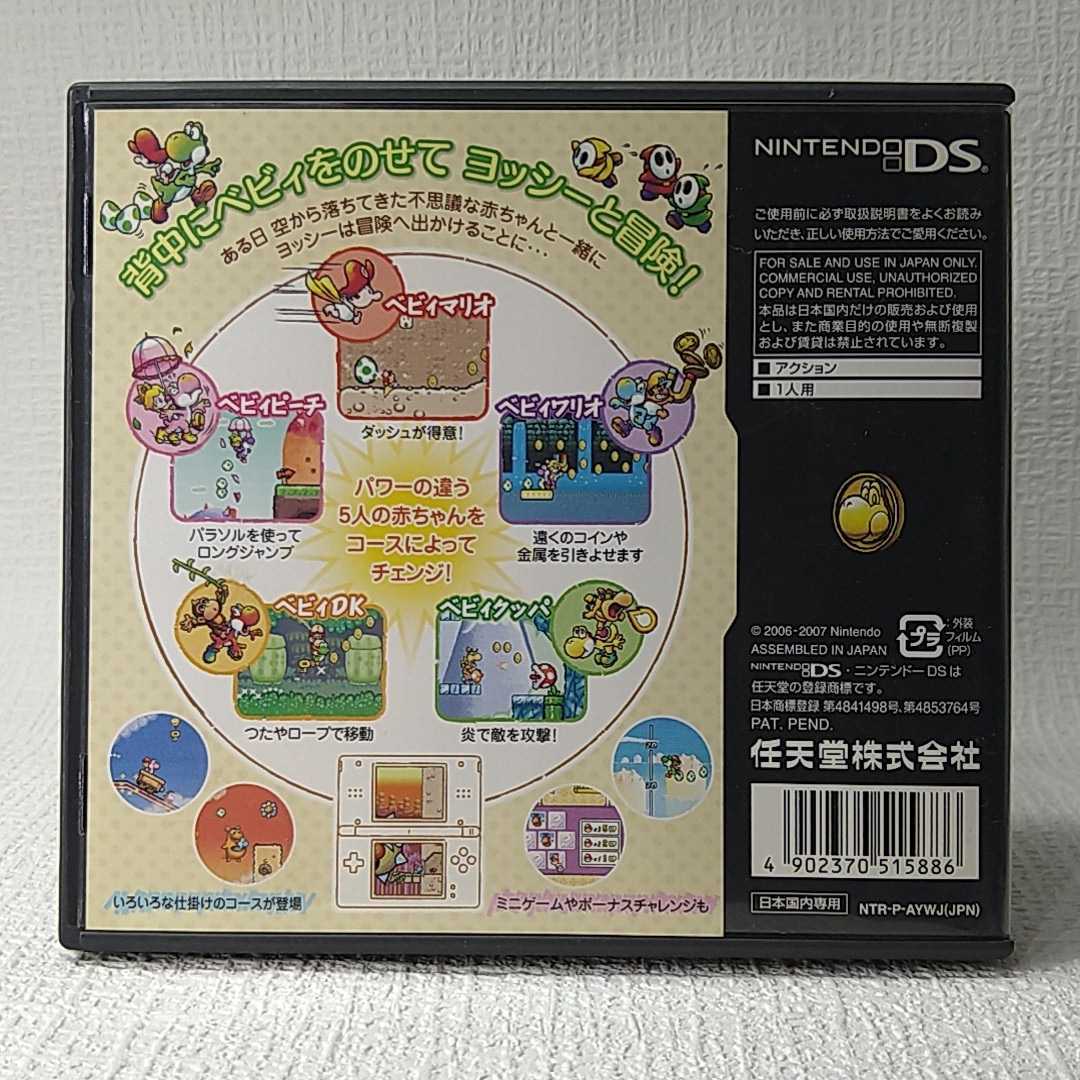 背中にベビィをのせて ヨッシーと冒険!
ある日 空から落ちてきた不思議な赤ちゃんと一緒に
ヨッシーは冒険へ出かけることに・・・
ベビィマリオ
ダッシュが得意!
ベビィピーチ
パラソルを使って
ロングジャンプ
ベビィワリオ
遠くのコインや
金属を引きよせます
パワーの違う
5人の赤ちゃんを
コースによって
チェンジ!
ベビィDK
つたやロープで移動
ベビィクッパ
炎で敵を攻撃!
いろいろな仕掛けのコースが登場
ミニゲームやボーナスチャレンジも
NINTENDO DS®
ご使用前に必ず取扱説明書をよくお読み
いただき、正しい使用方法でご愛用ください。
FOR SALE AND USE IN JAPAN ONLY.
COMMERCIAL USE, UNAUTHORIZED
COPY AND RENTAL PROHIBITED.
本品は日本国内だけの販売および使用
とし、また商業目的の使用や無断複製
および賃貸は禁止されています。
■ アクション
■ 1人用
© 2006-2007 Nintendo
ASSEMBLED IN JAPAN
プラ
:外装
フィルム
(PP)
NINTENDO DS・ニンテンドーDSは
任天堂の登録商標です。
日本商標登録 第4841498号、第4853764号
PAT. PEND.
任天堂株式会社
4 902370 515886
日本国内専用
NTR-P-AYWJ(JPN)